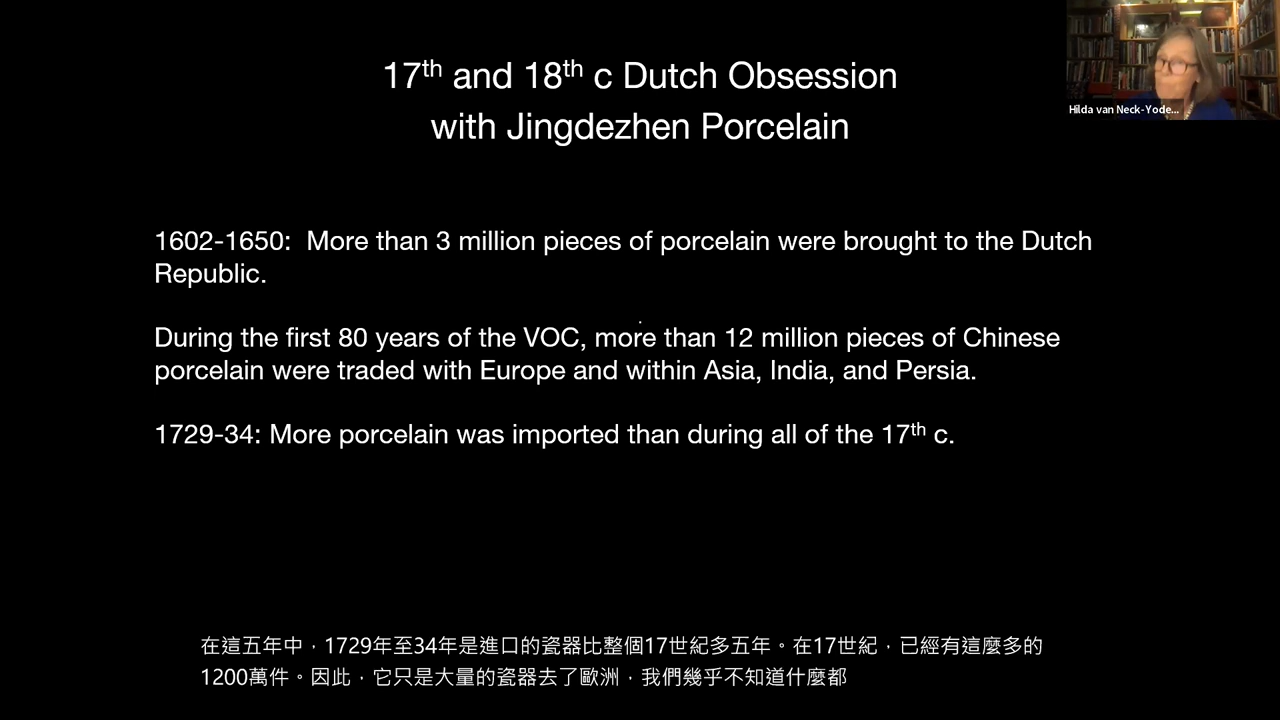 17th and 18th c Dutch Obsession
with Jingdezhen Porcelain
Hilda van Neck-Yode...
1602-1650:  More than 3 million pieces of porcelain were brought to the Dutch
Republic.
During the first 80 years of the VOC, more than 12 million pieces of Chinese
porcelain were traded with Europe and within Asia, India, and Persia.
1729-34: More porcelain was imported than during all of the 17th c.
在這五年中，1729年至34年是進口的瓷器比整個17世紀多五年。在17世紀，已經有這麼多的
1200萬件。因此，它只是大量的瓷器去了歐洲，我們幾乎不知道什麼都